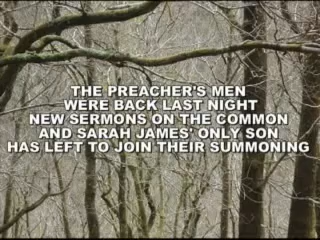 THE PREACHER'S MEN
WERE BACK LAST NIGHT
NEW SERMONS ON THE COMMON
AND SARAH JAMES' ONLY SON
HAS LEFT TO JOIN THEIR SUMMONING